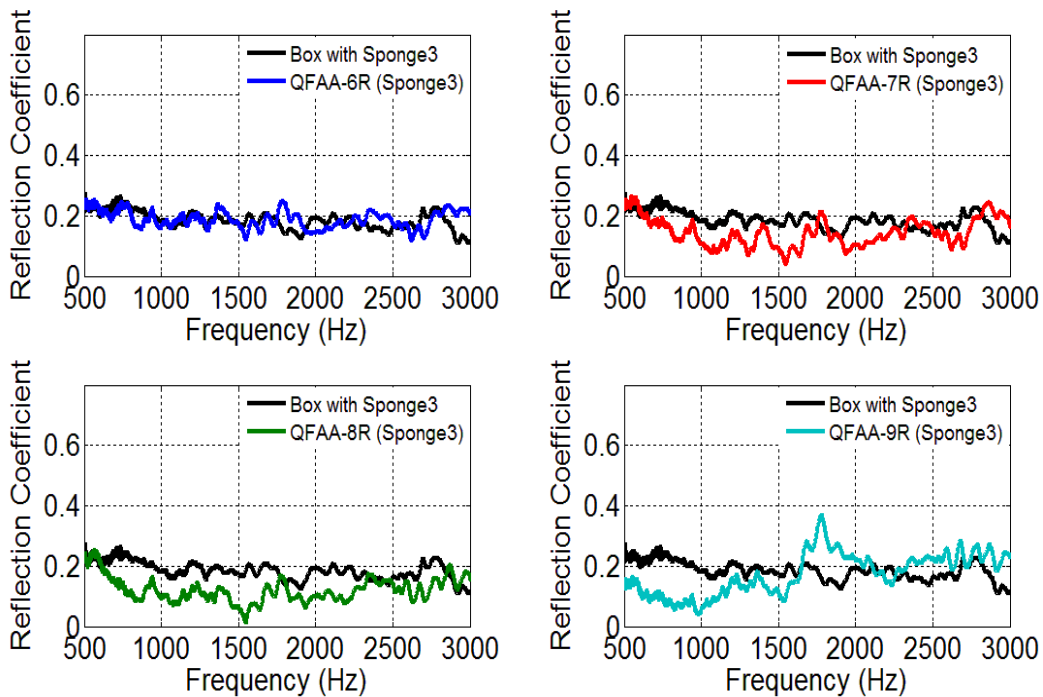 Reflection Coefficient
0.6
0.4
0.2
0
Box with Sponge3
QFAA-6R (Sponge3)
500 1000 1500 2000 2500 3000
Frequency (Hz)
Reflection Coefficient
0.6
0.4
0.2
0
Box with Sponge3
QFAA-7R (Sponge3)
500 1000 1500 2000 2500 3000
Frequency (Hz)
Reflection Coefficient
0.6
0.4
0.2
0
Box with Sponge3
QFAA-8R (Sponge3)
500 1000 1500 2000 2500 3000
Frequency (Hz)
Reflection Coefficient
0.6
0.4
0.2
0
Box with Sponge3
QFAA-9R (Sponge3)
500 1000 1500 2000 2500 3000
Frequency (Hz)